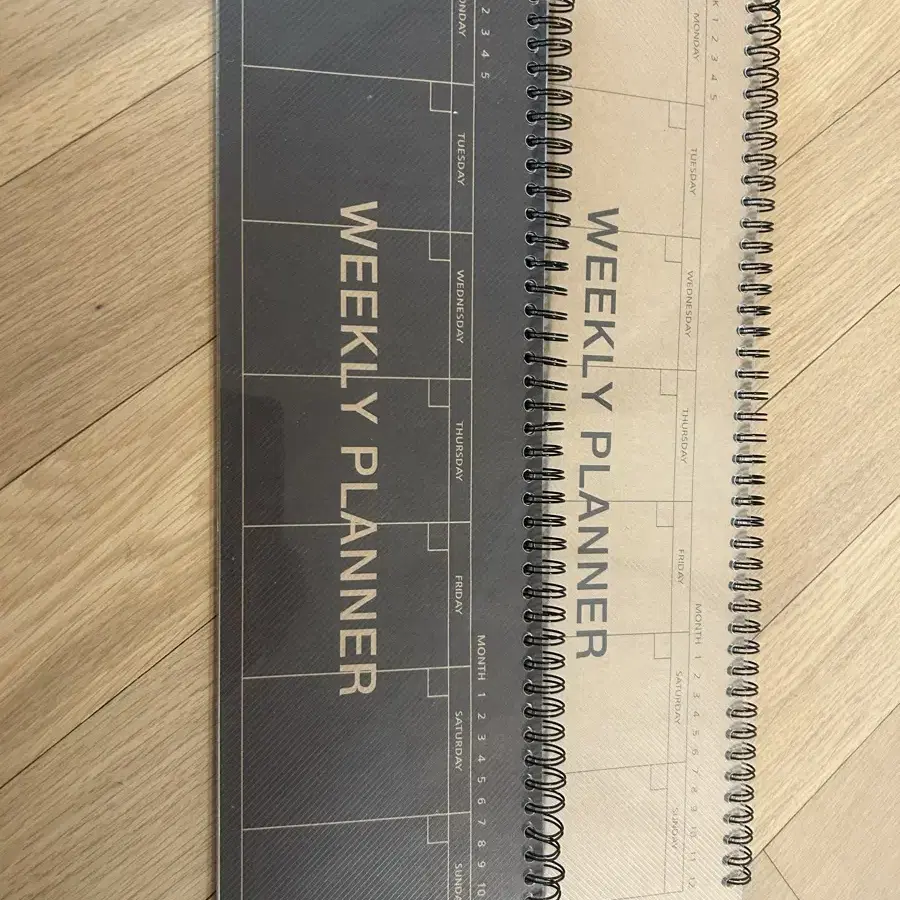 2 3 4 5
MONTH 1 2 3 4 5 6 7 8 9 10
TUESDAY
WEDNESDAY
THURSDAY
FRIDAY
SATURDAY
WEEKLY PLANNER
1 2 3 4 5
MONTH 1 2 3 4 5 6 7 8 9 10 11 12
MONDAY
TUESDAY
WEDNESDAY
THURSDAY
FRIDAY
SATURDAY
SUNDAY
WEEKLY PLANNER